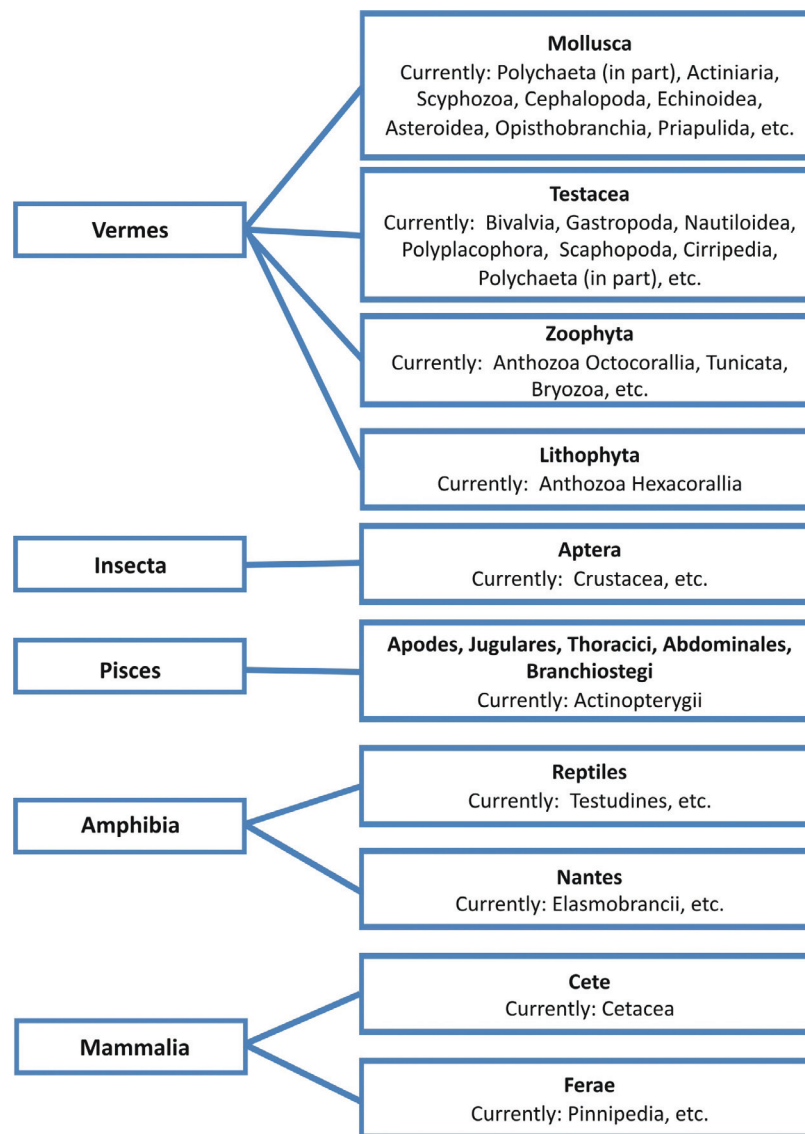 Vermes
Mollusca
Currently: Polychaeta (in part), Actiniaria,
Scyphozoa, Cephalopoda, Echinoidea,
Asteroidea, Opisthobranchia, Priapulida, etc.
Testacea
Currently: Bivalvia, Gastropoda, Nautiloidea,
Polyplacophora, Scaphopoda, Cirripedia,
Polychaeta (in part), etc.
Zoophyta
Currently: Anthozoa Octocorallia, Tunicata,
Bryozoa, etc.
Lithophyta
Currently: Anthozoa Hexacorallia
Insecta
Aptera
Currently: Crustacea, etc.
Pisces
Apodes, Jugulares, Thoracici, Abdominales,
Branchiostegi
Currently: Actinopterygii
Amphibia
Reptiles
Currently: Testudines, etc.
Nantes
Currently: Elasmobrancii, etc.
Mammalia
Cete
Currently: Cetacea
Ferae
Currently: Pinnipedia, etc.